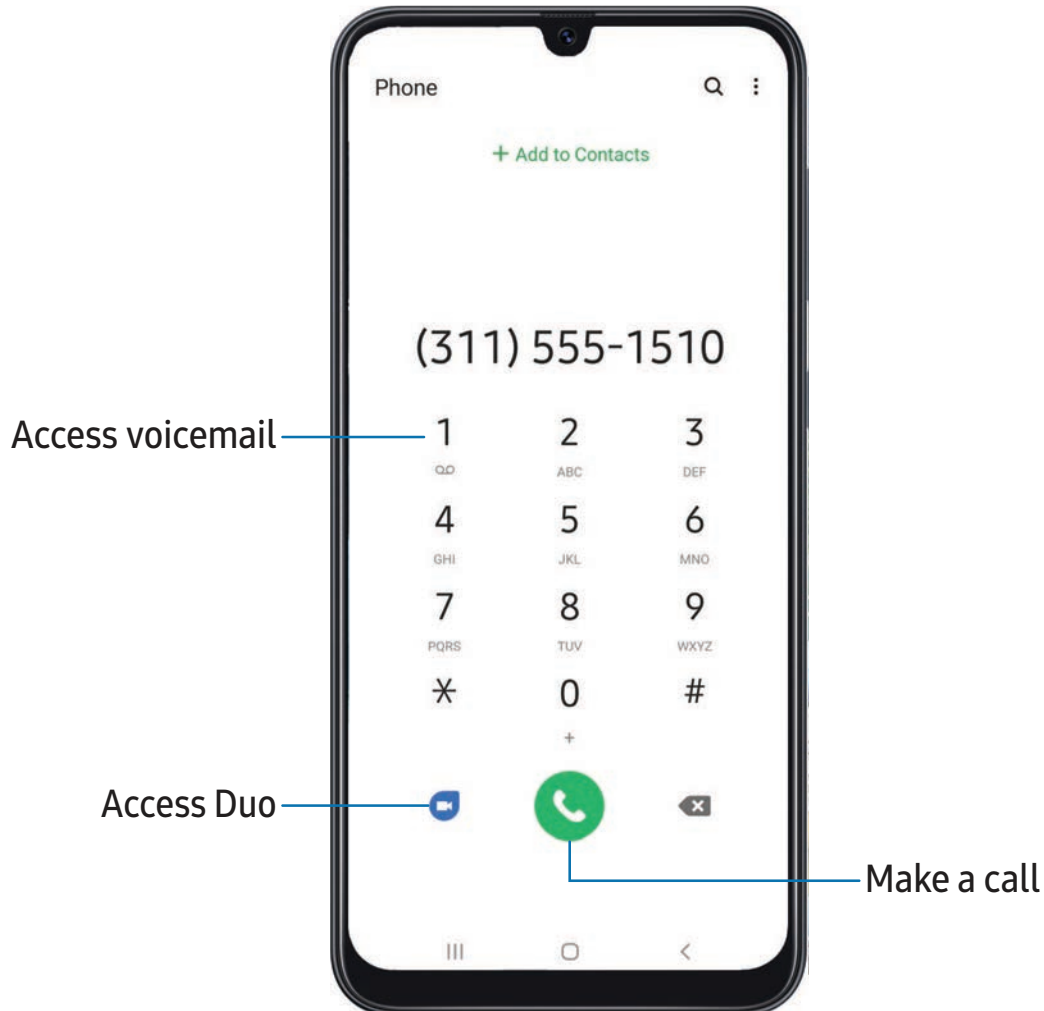 Phone
+ Add to Contacts
(311) 555-1510
Access voicemail
1 2 3
ABC DEF
4 5 6
GHI JKL MNO
7 8 9
PQRS TUV WXYZ
* 0 #
+
Access Duo
Make a call